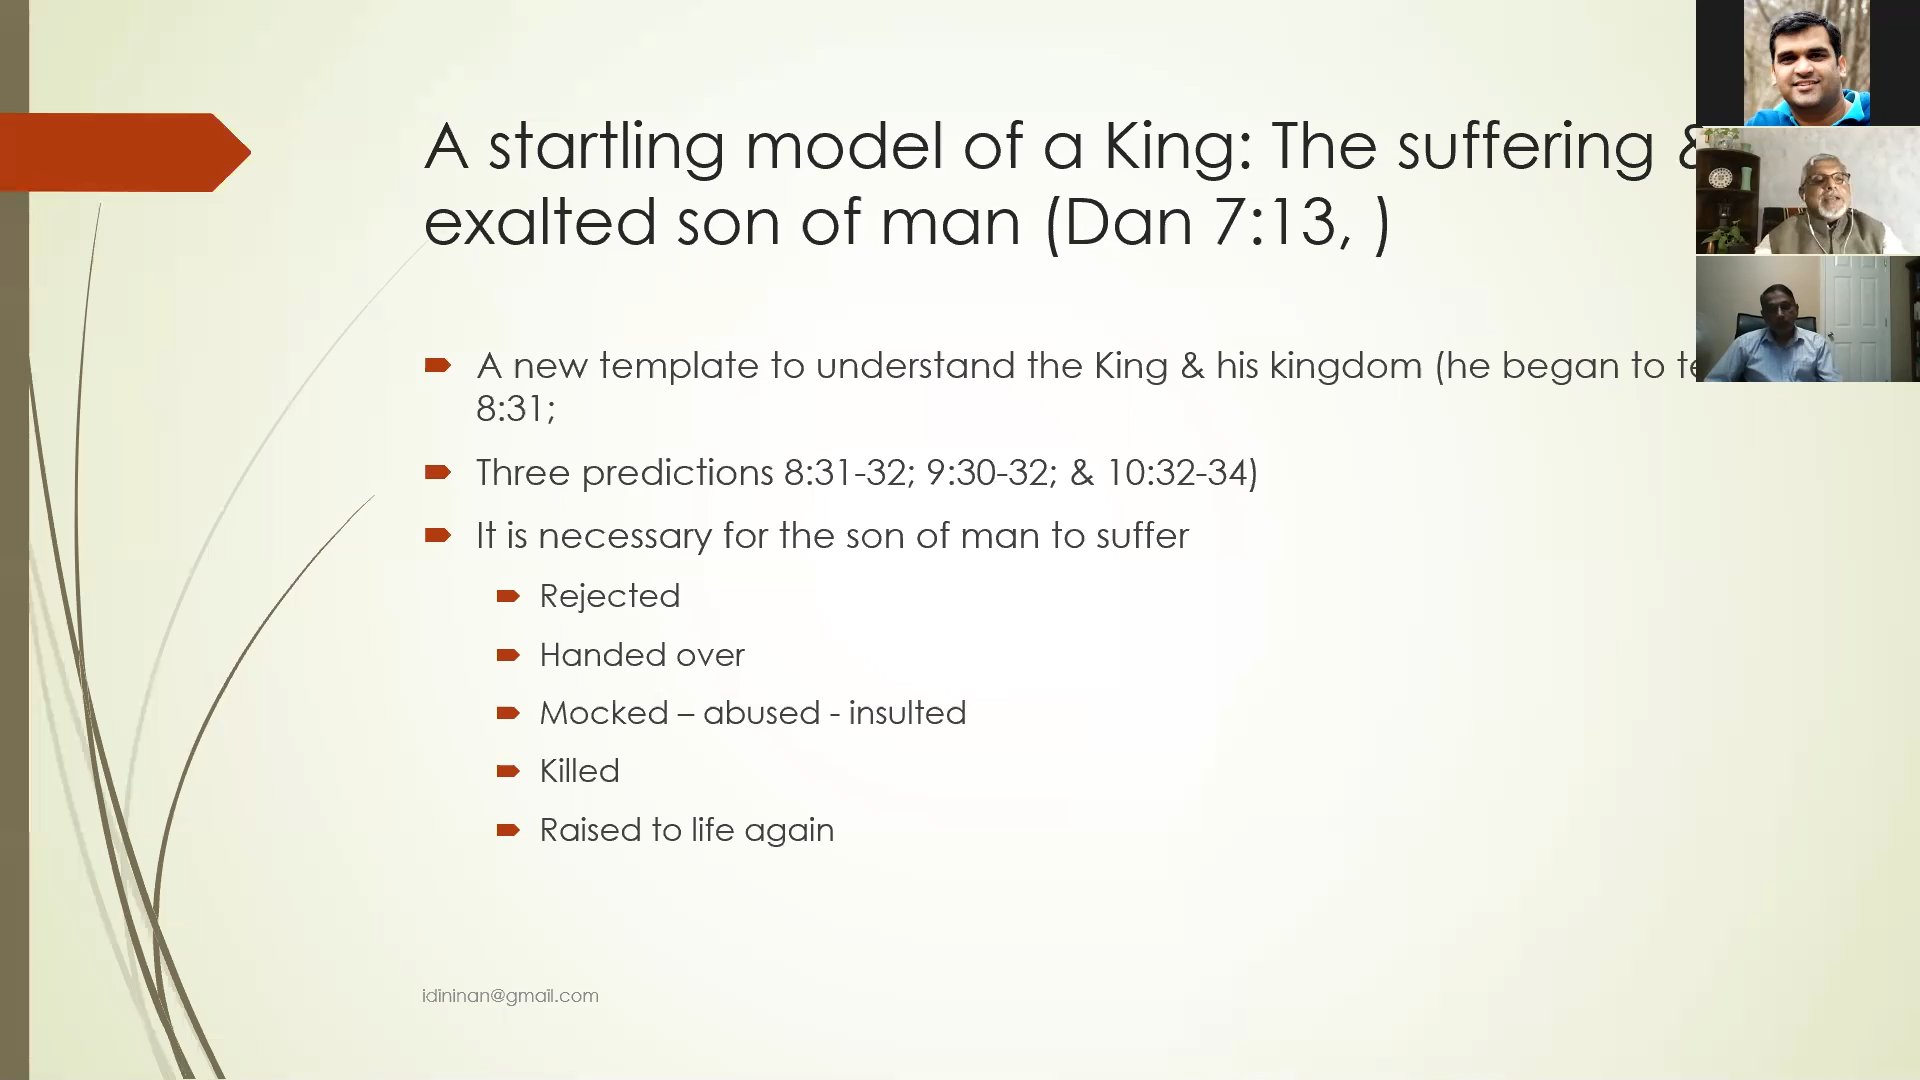 A startling model of a King: The suffering &
exalted son of man (Dan 7:13, )
A new template to understand the King & his kingdom (he began to
8:31;
Three predictions 8:31-32; 9:30-32; & 10:32-34)
It is necessary for the son of man to suffer
Rejected
Handed over
Mocked – abused - insulted
Killed
Raised to life again
idininan@gmail.com